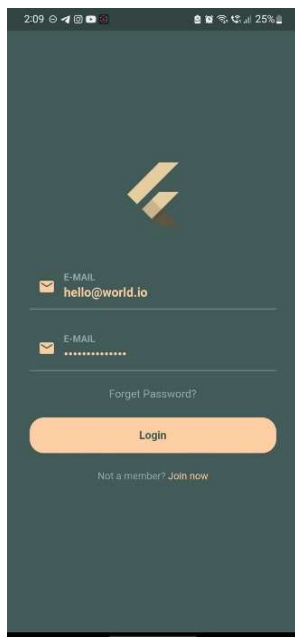 2:09
25%
E-MAIL
hello@world.io
E-MAIL
••••••••••••••
Forget Password?
Login
Not a member? Join now